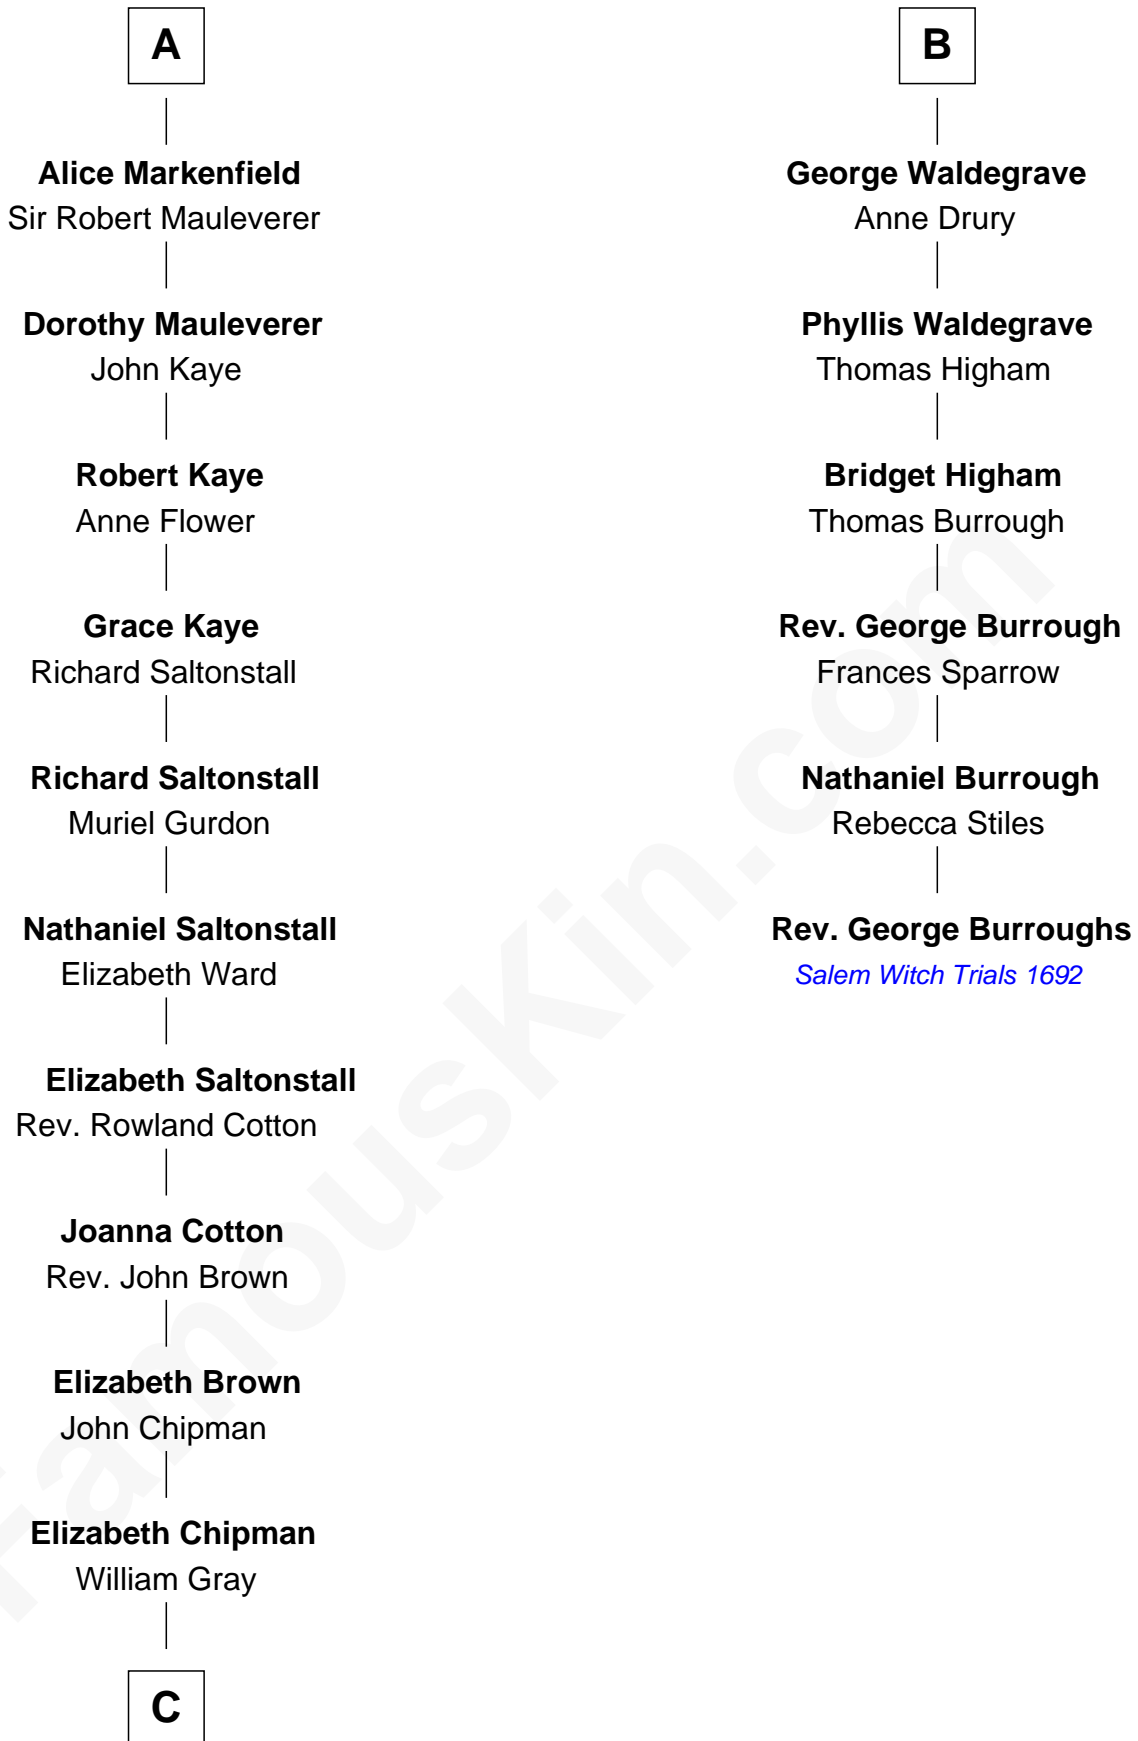 A
Alice Markenfield
Sir Robert Mauleverer
Dorothy Mauleverer
John Kaye
Robert Kaye
Anne Flower
Grace Kaye
Richard Saltonstall
Richard Saltonstall
Muriel Gurdon
Nathaniel Saltonstall
Elizabeth Ward
Elizabeth Saltonstall
Rev. Rowland Cotton
Joanna Cotton
Rev. John Brown
Elizabeth Brown
John Chipman
Elizabeth Chipman
William Gray
C
B
George Waldegrave
Anne Drury
Phyllis Waldegrave
Thomas Higham
Bridget Higham
Thomas Burrough
Rev. George Burrough
Frances Sparrow
Nathaniel Burrough
Rebecca Stiles
Rev. George Burroughs
Salem Witch Trials 1692
FamousKin.com